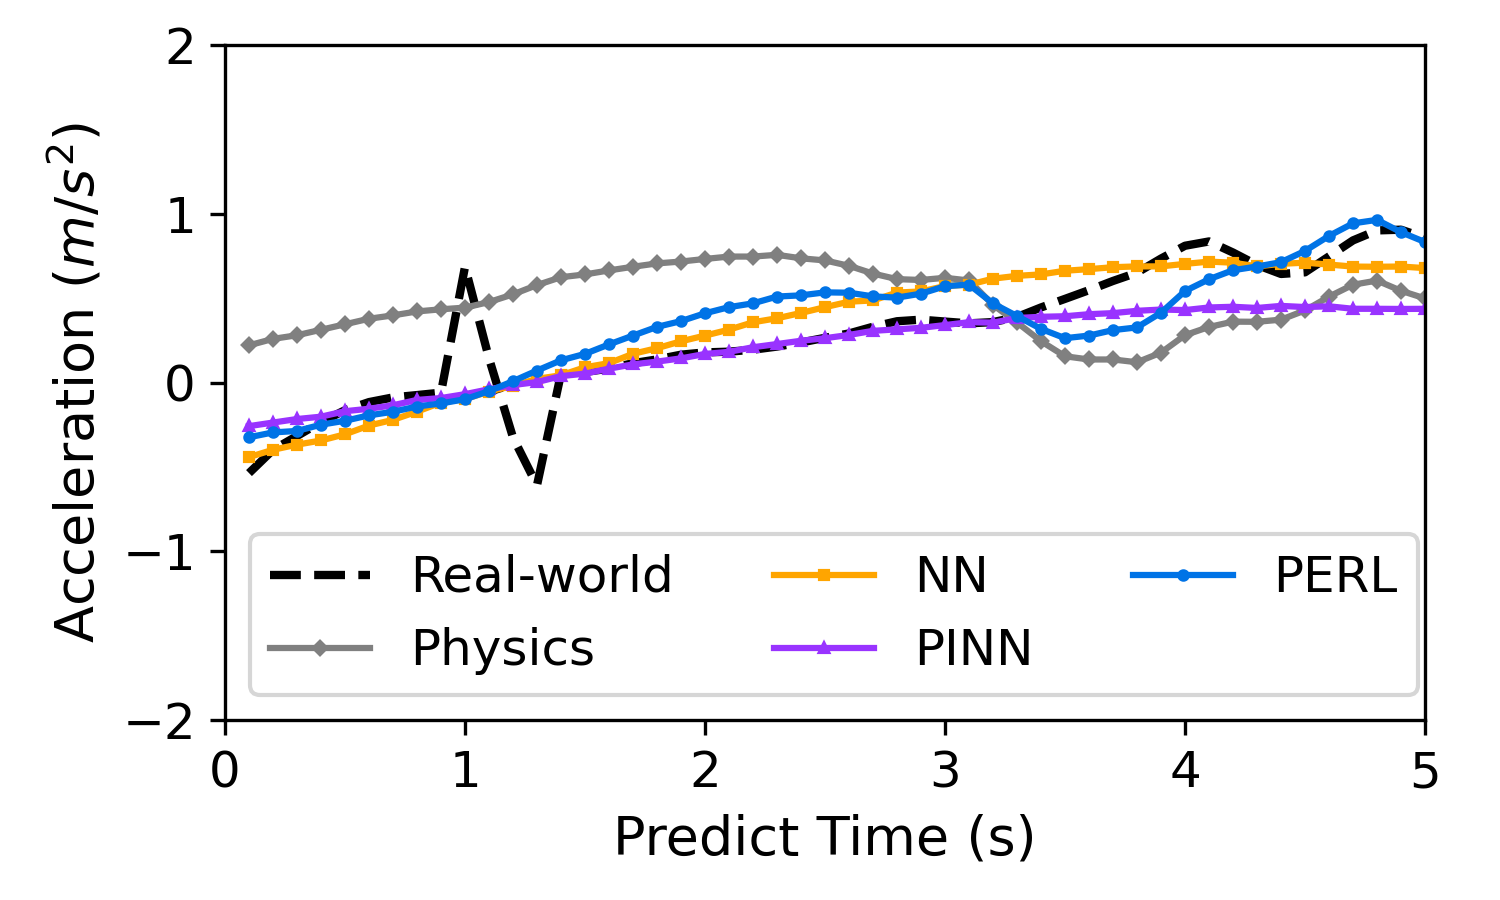 Acceleration (m/s²)
2
1
0
−1
−2
Real-world
NN
PERL
Physics
PINN
0 1 2 3 4 5
Predict Time (s)